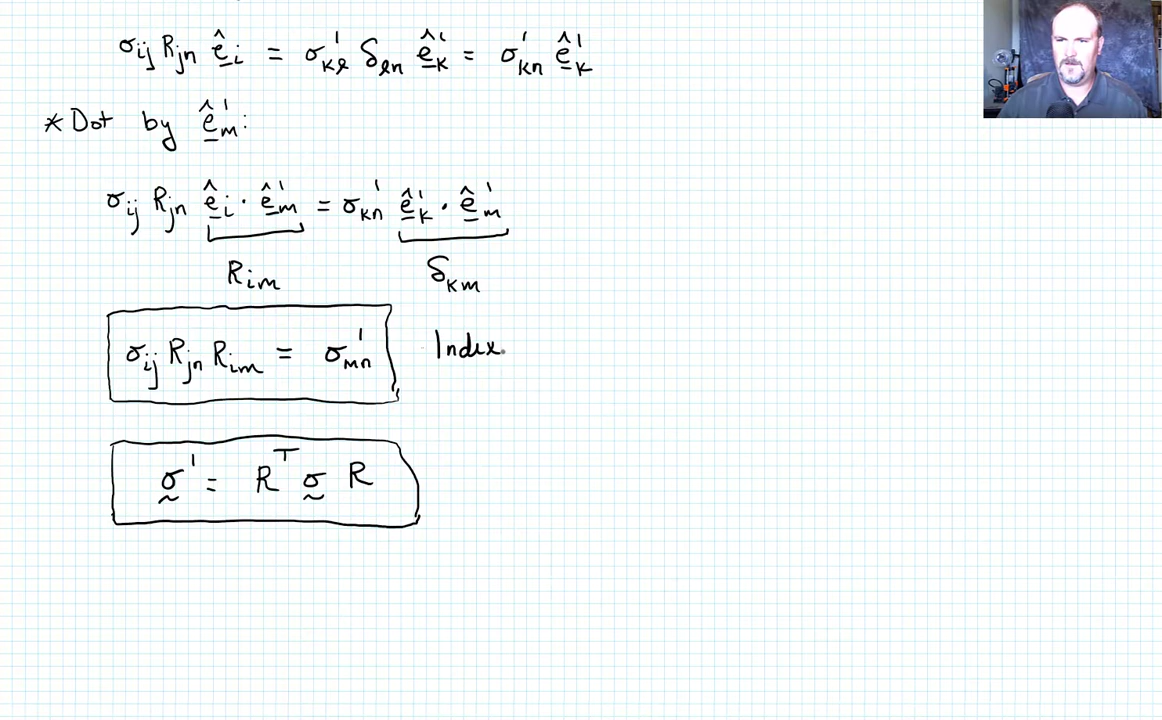 σij Rjn êi = σ'kℓ δℓn ê'k = σ'kn ê'k
*Dot by ê'm:
σij Rjn êi · ê'm = σ'kn ê'k · ê'm
Rim δkm
σij Rjn Rim = σ'mn Index.
σ' = R^T σ R